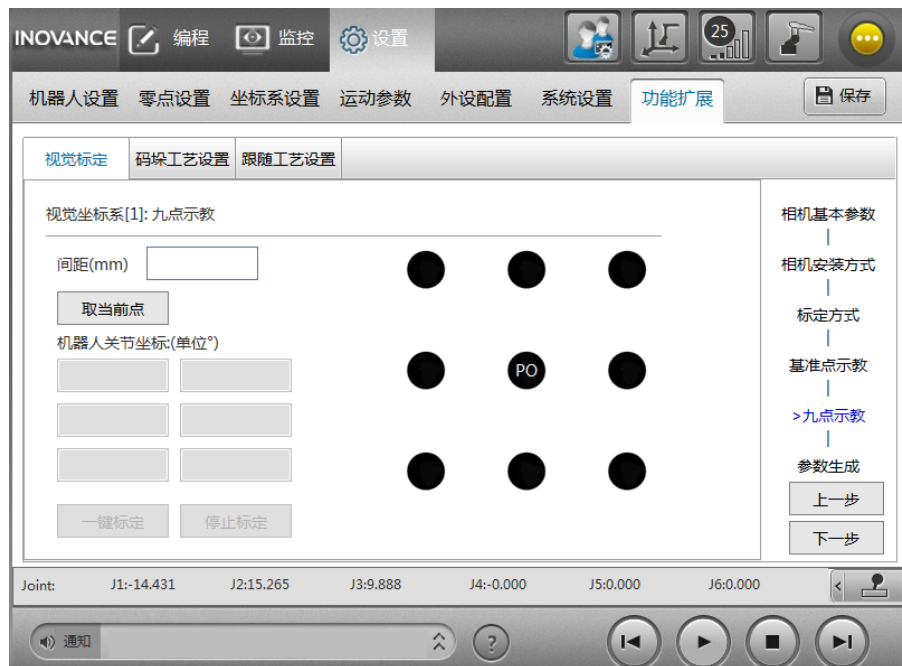 INOVANCE 编程 监控 设置 25
机器人设置 零点设置 坐标系设置 运动参数 外设配置 系统设置 功能扩展 保存
视觉标定 码垛工艺设置 跟随工艺设置
视觉坐标系[1]: 九点示教
间距(mm)
取当前点
机器人关节坐标:(单位°)
PO
一键标定 停止标定
相机基本参数
相机安装方式
标定方式
基准点示教
>九点示教
参数生成
上一步
下一步
Joint: J1:-14.431 J2:15.265 J3:9.888 J4:-0.000 J5:0.000 J6:0.000 <
通知 ?